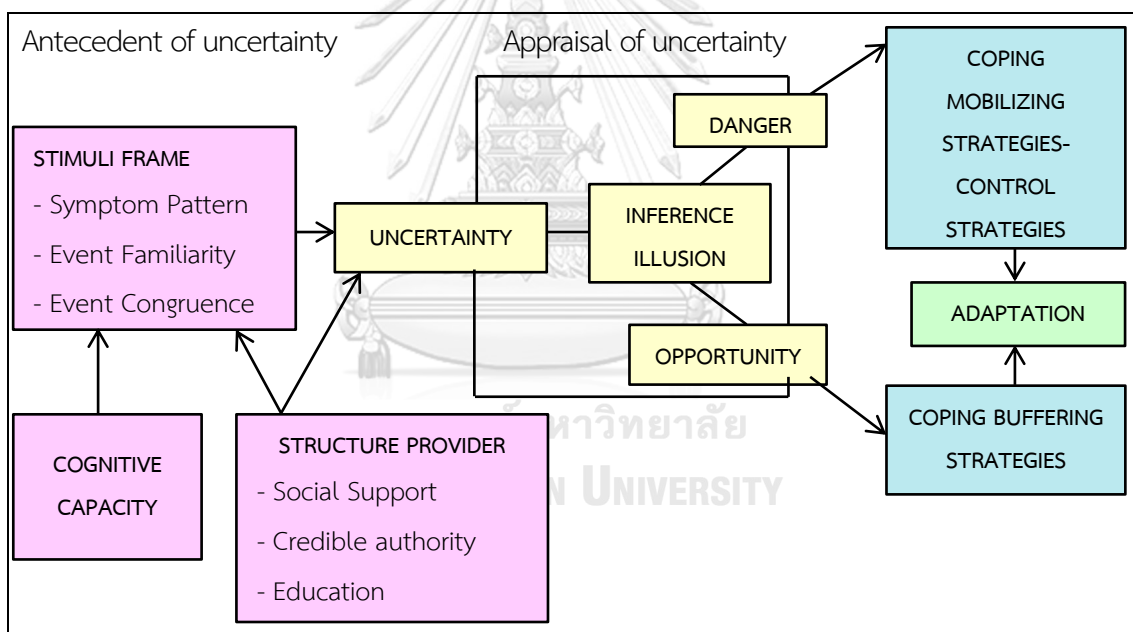 Antecedent of uncertainty
Appraisal of uncertainty
STIMULI FRAME
- Symptom Pattern
- Event Familiarity
- Event Congruence
COGNITIVE
CAPACITY
STRUCTURE PROVIDER
- Social Support
- Credible authority
- Education
UNCERTAINTY
INFERENCE
ILLUSION
DANGER
OPPORTUNITY
COPING
MOBILIZING
STRATEGIES-
CONTROL
STRATEGIES
ADAPTATION
COPING BUFFERING
STRATEGIES
UNIVERSITY